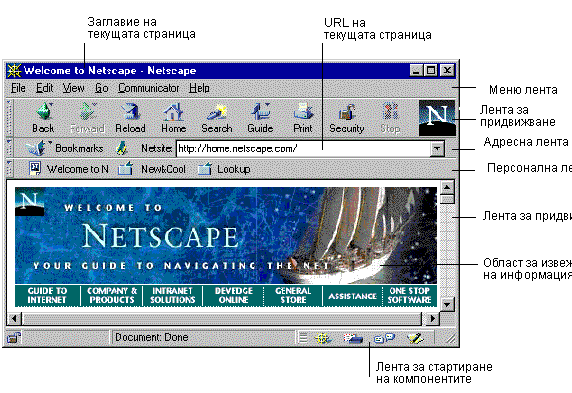 Заглавие на
текущата страница
URL на
текущата страница
Welcome to Netscape - Netscape
File Edit View Go Communicator Help
Меню лента
Back Forward Reload Home Search Guide Print Security Stop
N
Лента за
придвижване
Bookmarks Netsite: http://home.netscape.com/
Адресна лента
Welcome to N New&Cool Lookup
Персонална ле
N
WELCOME TO
NETSCAPE
YOUR GUIDE TO NAVIGATING THE NET
Лента за придви
Област за извеж
на информация
GUIDE TO INTERNET COMPANY & PRODUCTS INTRANET SOLUTIONS DEVEDGE ONLINE GENERAL STORE ASSISTANCE ONE STOP SOFTWARE
Document: Done
Лента за стартиране
на компонентите